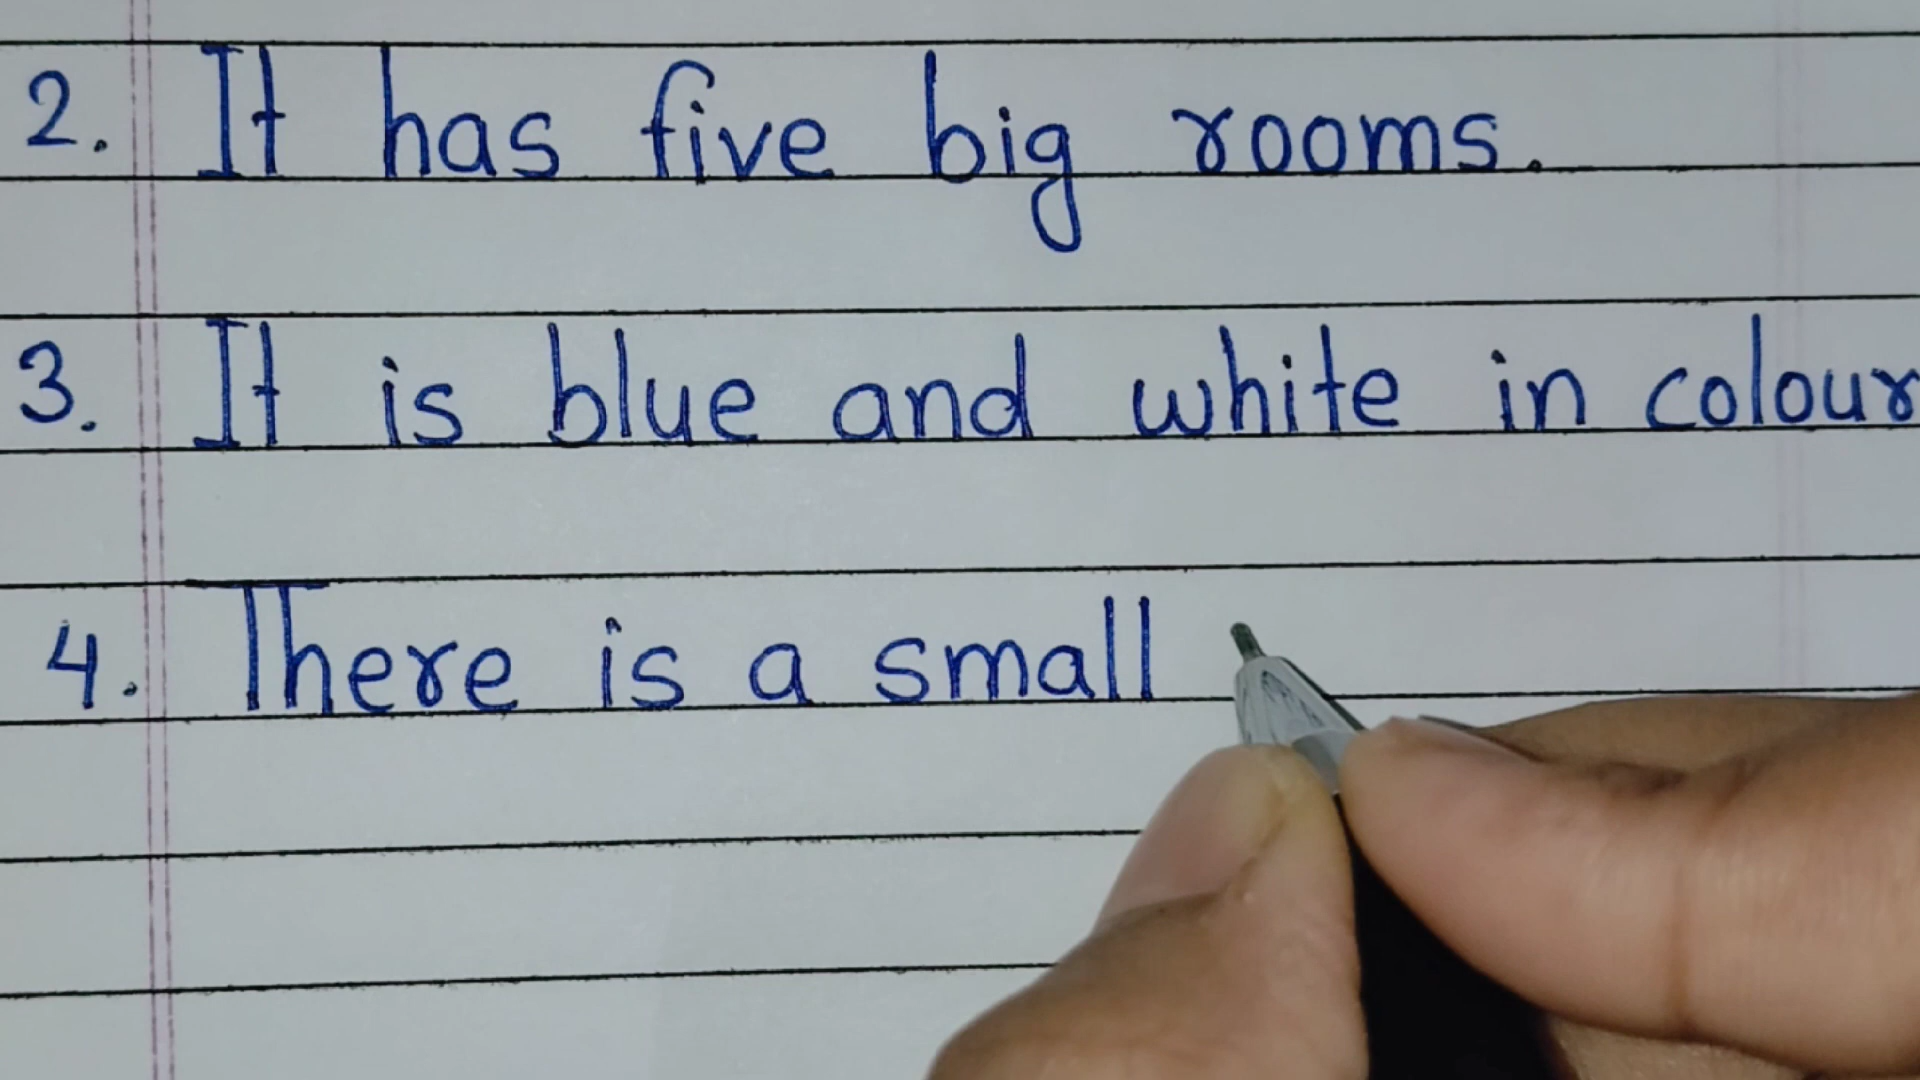 2. It has five big rooms.
3. It is blue and white in colour
4. There is a small